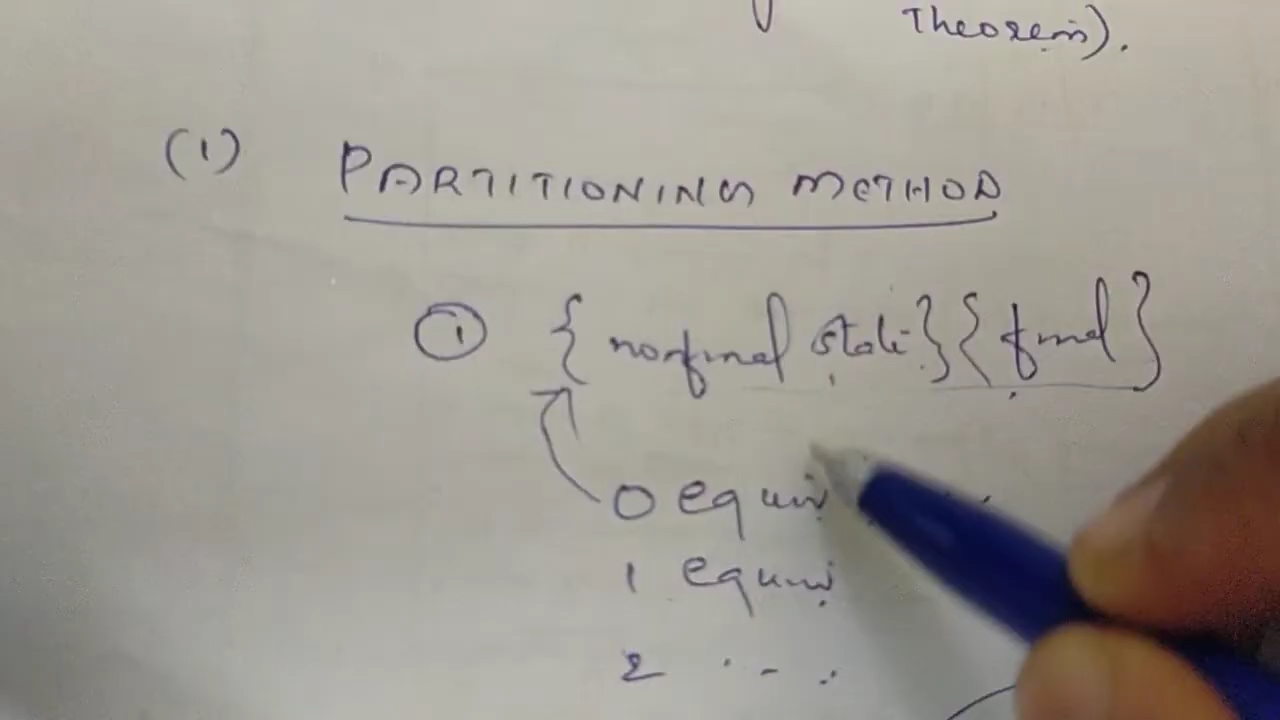 Theorem).
(1) PARTITIONING METHOD
① {nonfinal state} {final}
0 equiv
1 equiv
2 . - .